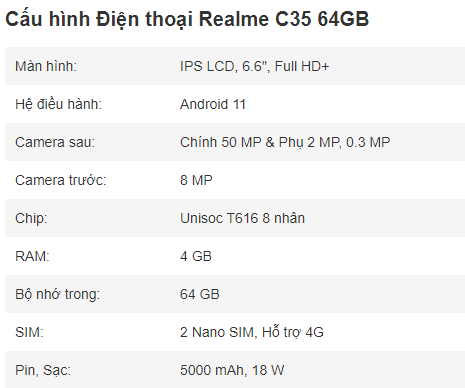 Cấu hình Điện thoại Realme C35 64GB
Màn hình: IPS LCD, 6.6", Full HD+
Hệ điều hành: Android 11
Camera sau: Chính 50 MP & Phụ 2 MP, 0.3 MP
Camera trước: 8 MP
Chip: Unisoc T616 8 nhân
RAM: 4 GB
Bộ nhớ trong: 64 GB
SIM: 2 Nano SIM, Hỗ trợ 4G
Pin, Sạc: 5000 mAh, 18 W